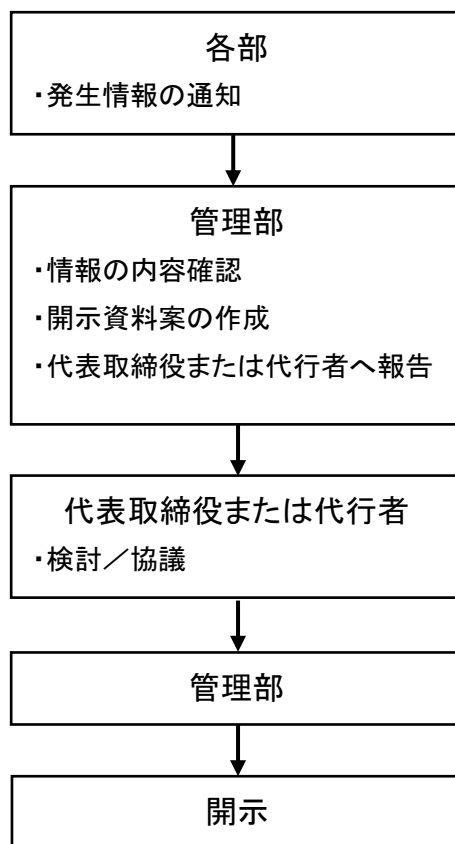 各部
・発生情報の通知
管理部
・情報の内容確認
・開示資料案の作成
・代表取締役または代行者へ報告
代表取締役または代行者
・検討／協議
管理部
開示